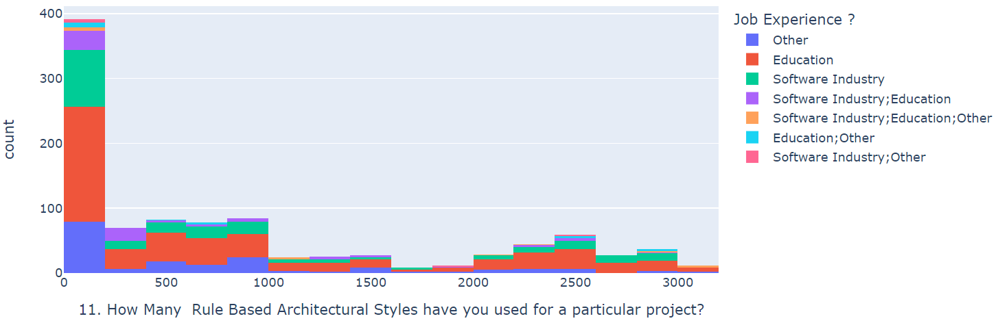 400
300
200
100
0
count
0 500 1000 1500 2000 2500 3000
11. How Many  Rule Based Architectural Styles have you used for a particular project?
Job Experience ?
Other
Education
Software Industry
Software Industry;Education
Software Industry;Education;Other
Education;Other
Software Industry;Other